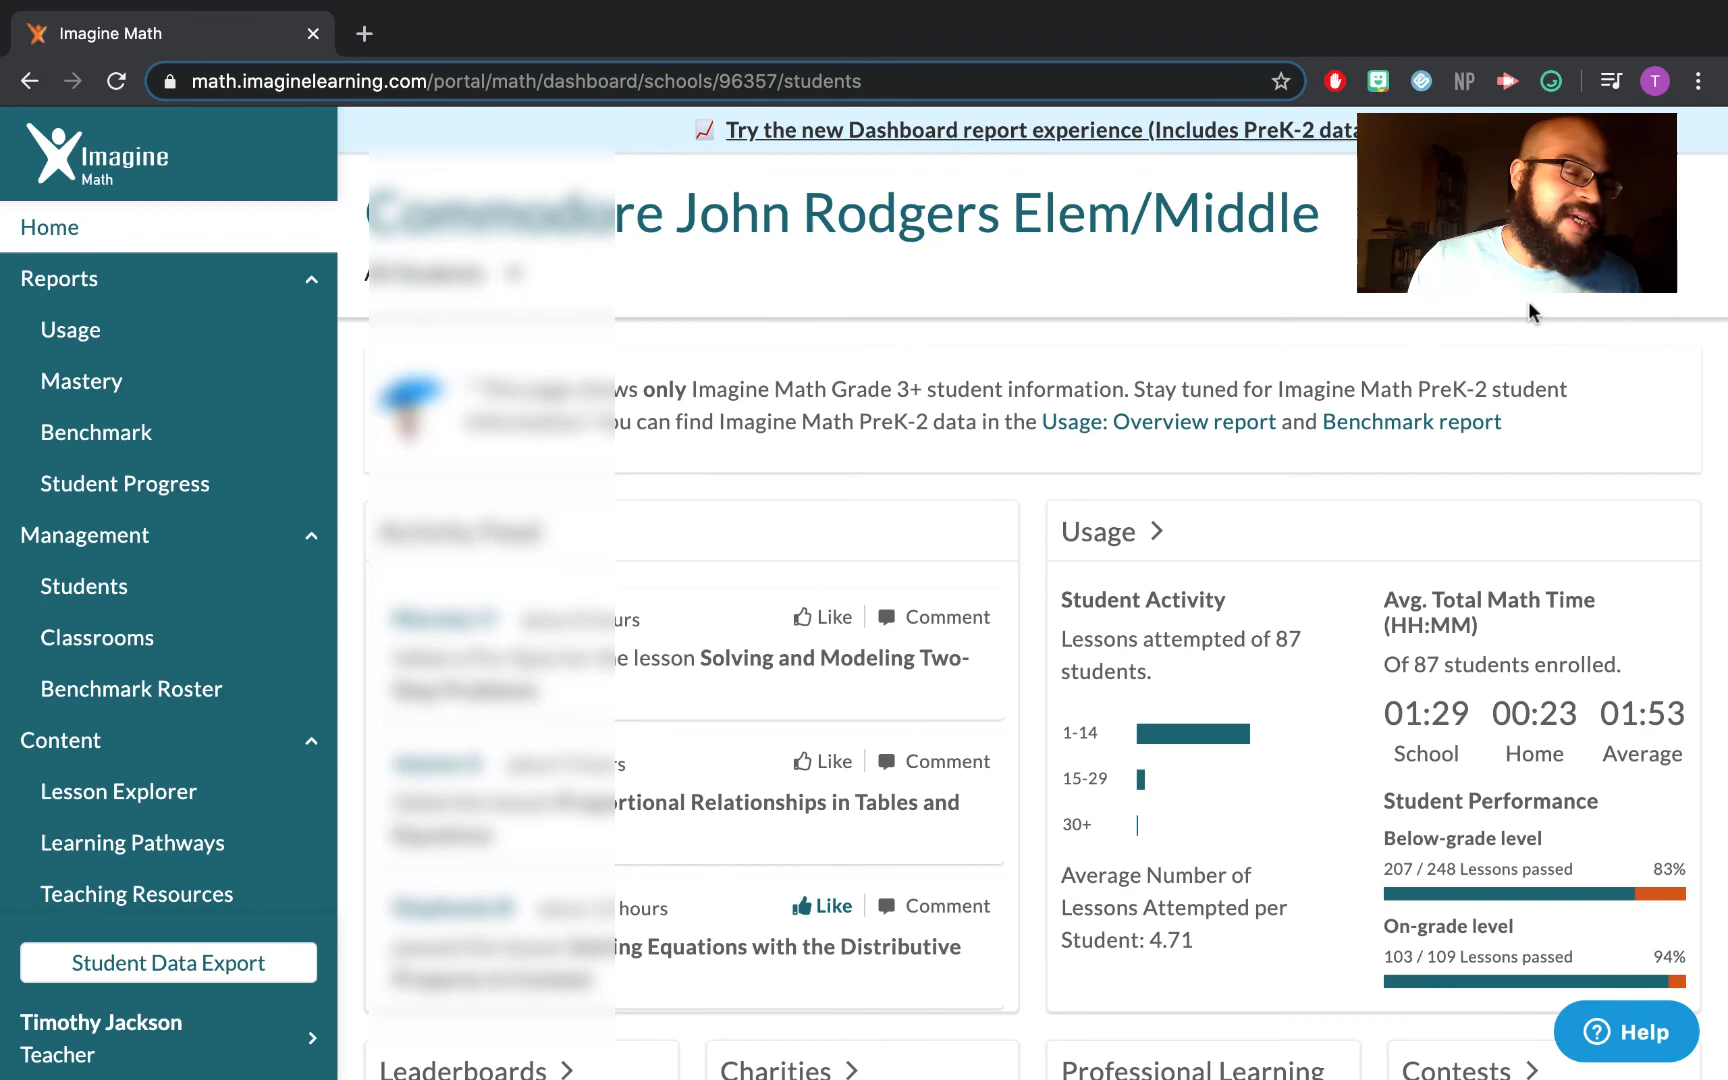 Imagine Math
math.imaginelearning.com/portal/math/dashboard/schools/96357/students
NP
T
Imagine
Math
Try the new Dashboard report experience (Includes PreK-2 data
Home
Commodore John Rodgers Elem/Middle
Reports
Usage
Mastery
Benchmark
Student Progress
Management
Students
Classrooms
Benchmark Roster
Content
Lesson Explorer
Learning Pathways
Teaching Resources
Student Data Export
Timothy Jackson
Teacher
only Imagine Math Grade 3+ student information. Stay tuned for Imagine Math PreK-2 student
can find Imagine Math PreK-2 data in the Usage: Overview report and Benchmark report
Like Comment
lesson Solving and Modeling Two-
Like Comment
Relationships in Tables and
hours Like Comment
Equations with the Distributive
Usage
Student Activity
Lessons attempted of 87
students.
1-14
15-29
30+
Average Number of
Lessons Attempted per
Student: 4.71
Avg. Total Math Time
(HH:MM)
Of 87 students enrolled.
01:29 00:23 01:53
School Home Average
Student Performance
Below-grade level
207 / 248 Lessons passed 83%
On-grade level
103 / 109 Lessons passed 94%
Help
Leaderboards
Charities
Professional Learning
Contests